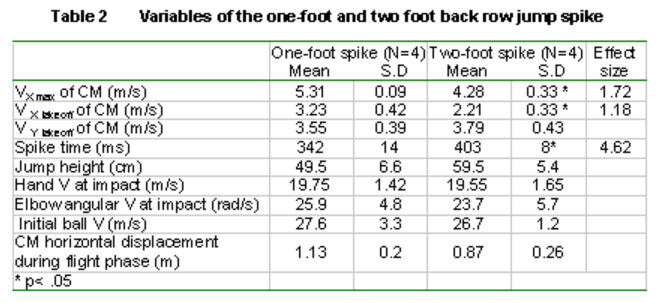 Table 2 Variables of the one-foot and two foot back row jump spike
One-foot spike (N=4) Two-foot spike (N=4) Effect
Mean S.D Mean S.D size
V X max of CM (m/s) 5.31 0.09 4.28 0.33 * 1.72
V X takeoff of CM (m/s) 3.23 0.42 2.21 0.33 * 1.18
V Y takeoff of CM (m/s) 3.55 0.39 3.79 0.43
Spike time (ms) 342 14 403 8* 4.62
Jump height (cm) 49.5 6.6 59.5 5.4
Hand V at impact (m/s) 19.75 1.42 19.55 1.65
Elbow angular V at impact (rad/s) 25.9 4.8 23.7 5.7
Initial ball V (m/s) 27.6 3.3 26.7 1.2
CM horizontal displacement
during flight phase (m) 1.13 0.2 0.87 0.26
* p< .05